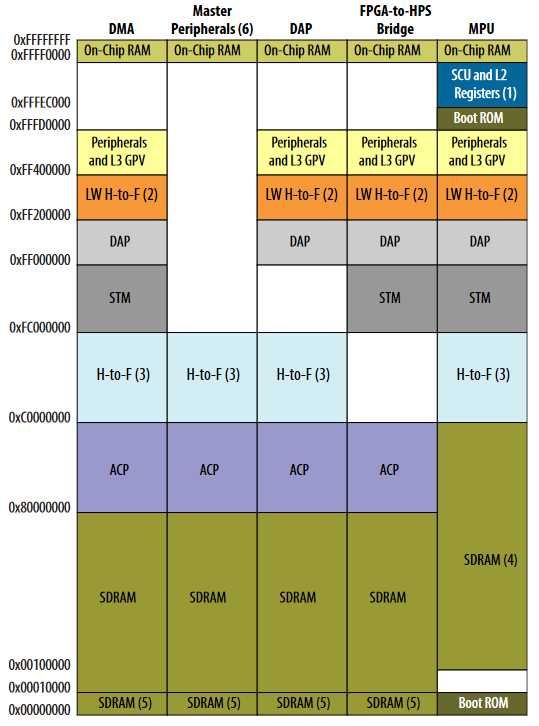 DMA
Master
Peripherals (6)
DAP
FPGA-to-HPS
Bridge
MPU
0xFFFFFFFF
0xFFFF0000
On-Chip RAM
On-Chip RAM
On-Chip RAM
On-Chip RAM
On-Chip RAM
SCU and L2
Registers (1)
0xFFFEC000
Boot ROM
0xFFFD0000
Peripherals
and L3 GPV
Peripherals
and L3 GPV
Peripherals
and L3 GPV
Peripherals
and L3 GPV
0xFF400000
LW H-to-F (2)
LW H-to-F (2)
LW H-to-F (2)
LW H-to-F (2)
0xFF200000
DAP
DAP
DAP
DAP
0xFF000000
STM
STM
STM
0xFC000000
H-to-F (3)
H-to-F (3)
H-to-F (3)
H-to-F (3)
0xC0000000
ACP
ACP
ACP
ACP
0x80000000
SDRAM (4)
SDRAM
SDRAM
SDRAM
SDRAM
0x00100000
0x00010000
SDRAM (5)
SDRAM (5)
SDRAM (5)
SDRAM (5)
Boot ROM
0x00000000